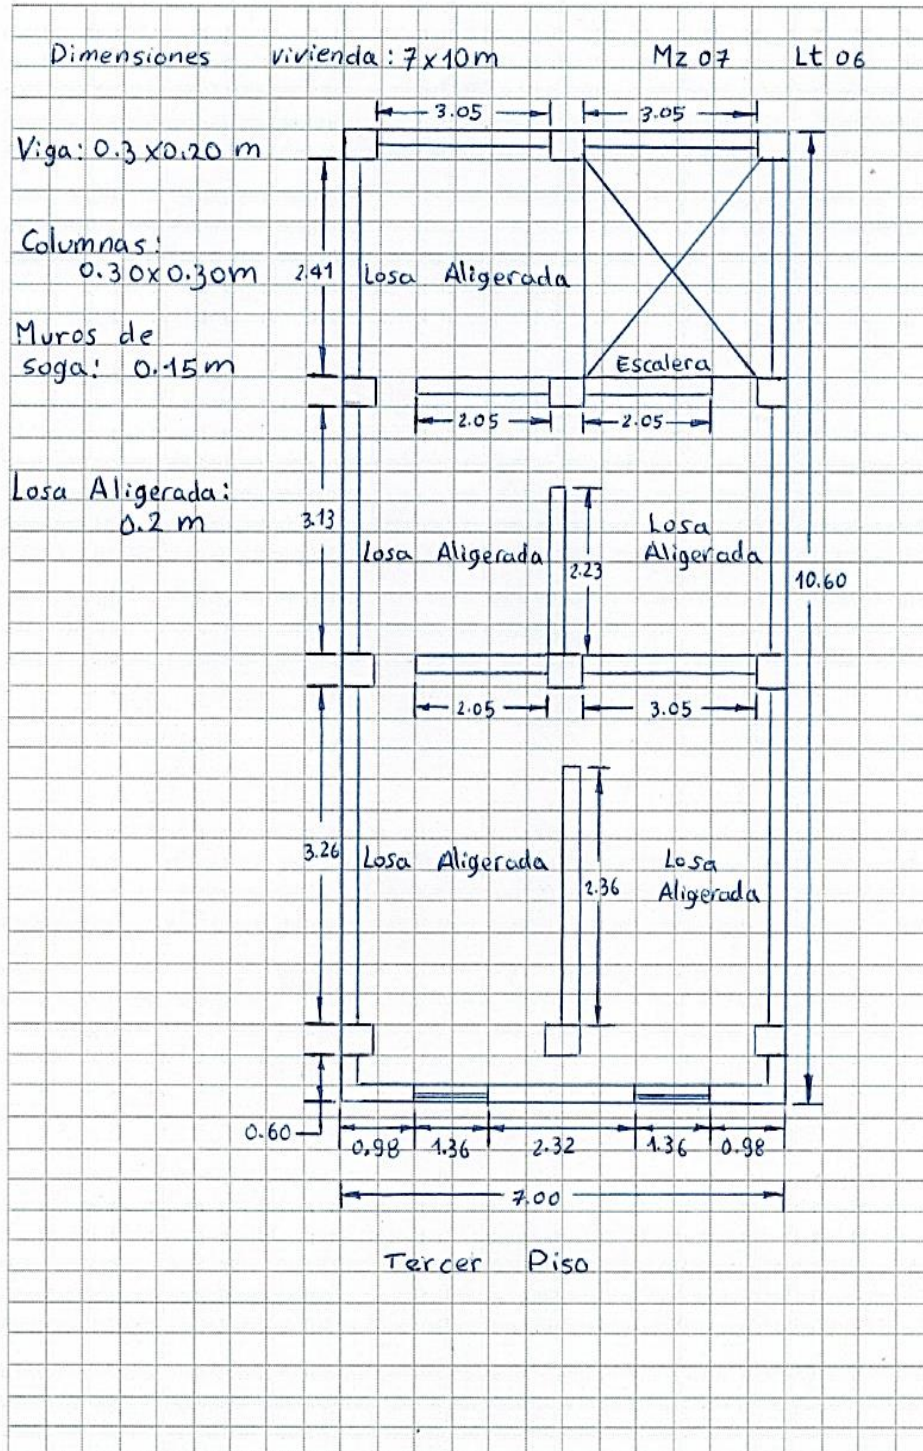 Dimensiones vivienda: 7x10m Mz 07 Lt 06
3.05 3.05
Viga: 0.3 x0.20 m
Columnas:
0.30x0.30m
2.41
Losa Aligerada
Muros de
soga: 0.15m
Escalera
2.05 2.05
Losa Aligerada:
0.2 m
3.13
Losa Aligerada
2.23
Losa
Aligerada
10.60
2.05 3.05
3.26
Losa Aligerada
2.36
Losa
Aligerada
0.60
0.98 1.36 2.32 1.36 0.98
7.00
Tercer Piso